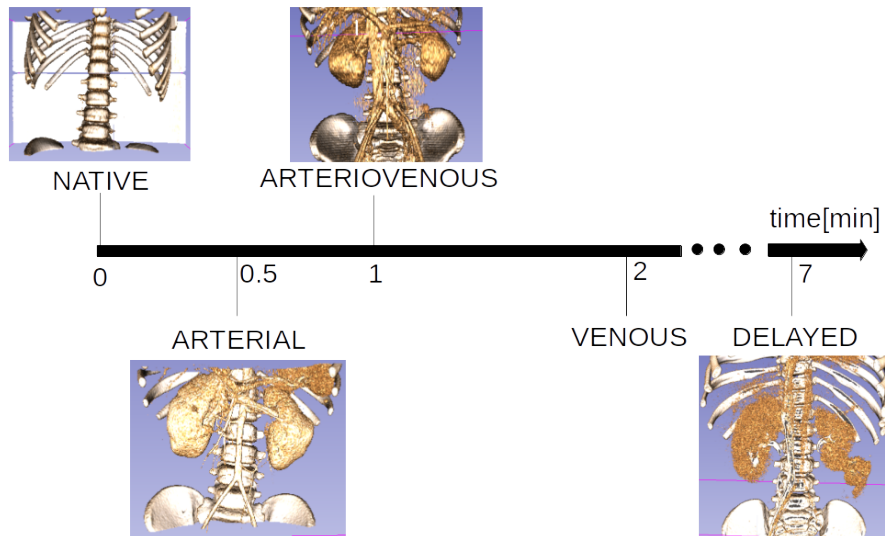 NATIVE
ARTERIOVENOUS
time[min]
0
0.5
1
2
7
ARTERIAL
VENOUS
DELAYED